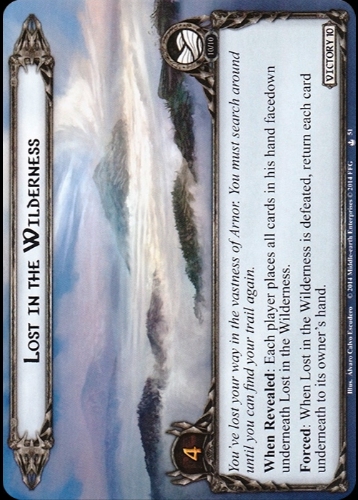 LOST IN THE WILDERNESS
10/10
4
You've lost your way in the vastness of Arnor. You must search around
until you can find your trail again.
When Revealed: Each player places all cards in his hand facedown
underneath Lost in the Wilderness.
Forced: When Lost in the Wilderness is defeated, return each card
underneath to its owner's hand.
VICTORY 10
Illus. Álvaro Calvo Escudero
© 2014 Middle-earth Enterprises © 2014 FFG
51